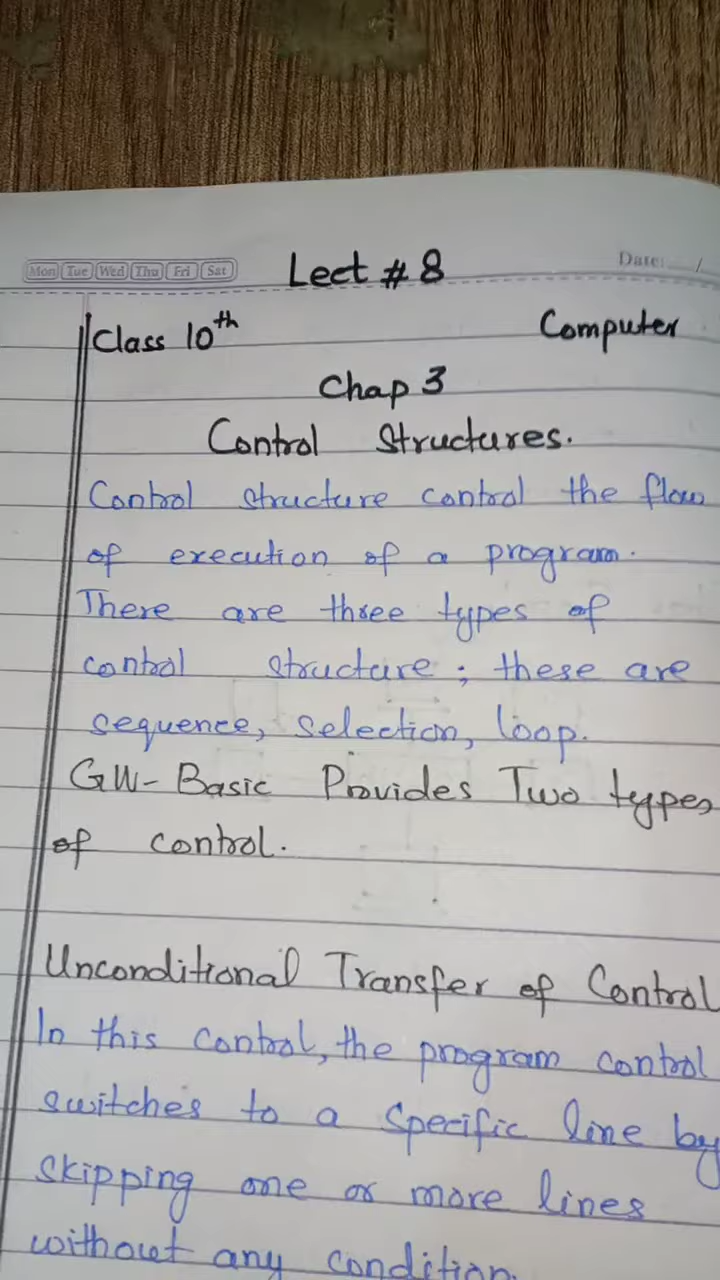 Mon Tue Wed Thu Fri Sat
Lect # 8
Date: /
Class 10th Computer
Chap 3
Control Structures.
Control structure control the flow
of execution of a program.
There are three types of
control structure; these are
sequence, selection, loop.
GW-Basic Provides Two types
of control.
Unconditional Transfer of Control
In this control, the program control
switches to a specific line by
skipping one or more lines
without any condition.